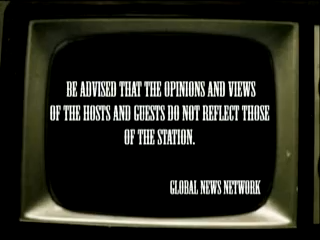 BE ADVISED THAT THE OPINIONS AND VIEWS
OF THE HOSTS AND GUESTS DO NOT REFLECT THOSE
OF THE STATION.
GLOBAL NEWS NETWORK